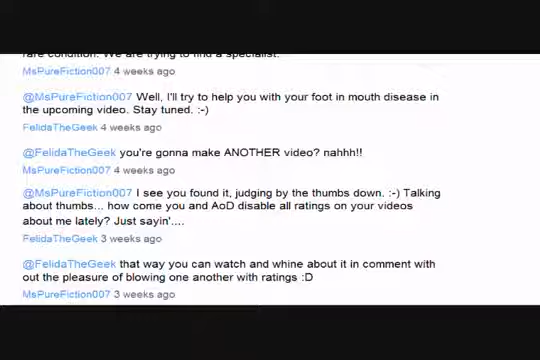 rare condition. We are trying to find a specialist.
MsPureFiction007 4 weeks ago
@MsPureFiction007 Well, I'll try to help you with your foot in mouth disease in
the upcoming video. Stay tuned. :-)
FelidaTheGeek 4 weeks ago
@FelidaTheGeek you're gonna make ANOTHER video? nahhh!!
MsPureFiction007 4 weeks ago
@MsPureFiction007 I see you found it, judging by the thumbs down. :-) Talking
about thumbs... how come you and AoD disable all ratings on your videos
about me lately? Just sayin'....
FelidaTheGeek 3 weeks ago
@FelidaTheGeek that way you can watch and whine about it in comment with
out the pleasure of blowing one another with ratings :D
MsPureFiction007 3 weeks ago